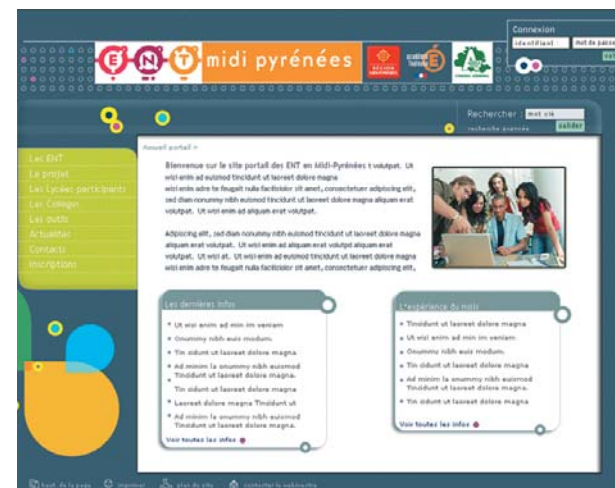 Connexion
identifiant mot de passe
ENT midi pyrénées
Rechercher : mot clé
recherche avancée valider
Accueil portail >
Les ENT
Le projet
Les Lycées participants
Les Collèges
Les outils
Actualités
Contacts
Inscriptions
Bienvenue sur le site portail des ENT en Midi-Pyrénées t volutpat. Ut
wisi enim ad euismod tincidunt ut laoreet dolore magna
wisi enim adre te feugait nulla facilisiolor sit amet, consectetuer adipiscing elit,
sed diam nonummy nibh euismod tincidunt ut laoreet dolore magna aliquam erat
volutpat. Ut wisi enim ad aliquam erat volutpat.
Adipiscing elit, sed diam nonummy nibh euismod tincidunt ut laoreet dolore magna
aliquam erat volutpat. Ut wisi enim ad aliquam erat volutpd aliquam erat
volutpat. Ut wisi at. Ut wisi enim ad euismod tincidunt ut laoreet dolore magna
wisi enim adre te feugait nulla facilisiolor sit amet, consectetuer adipiscing elit,
Les dernières infos
Ut wisi enim ad min im veniam
Onummy nibh euis modum.
Tin cidunt ut laoreet dolore magna
Ad minim la onummy nibh euismod
Tincidunt ut laoreet dolore magna.
Tin cidunt ut laoreet dolore magna
Laoreet dolore magna Tincidunt ut
Ad minim la onummy nibh euismod
Tincidunt ut laoreet dolore magna.
Voir toutes les infos
L'expérience du mois
Tincidunt ut laoreet dolore magna
Ut wisi enim ad min im veniam
Onummy nibh euis modum.
Tin cidunt ut laoreet dolore magna
Ad minim la onummy nibh euismod
Tincidunt ut laoreet dolore magna.
Tin cidunt ut laoreet dolore magna
Voir toutes les infos
haut de la page imprimer plan du site contacter le webmestre